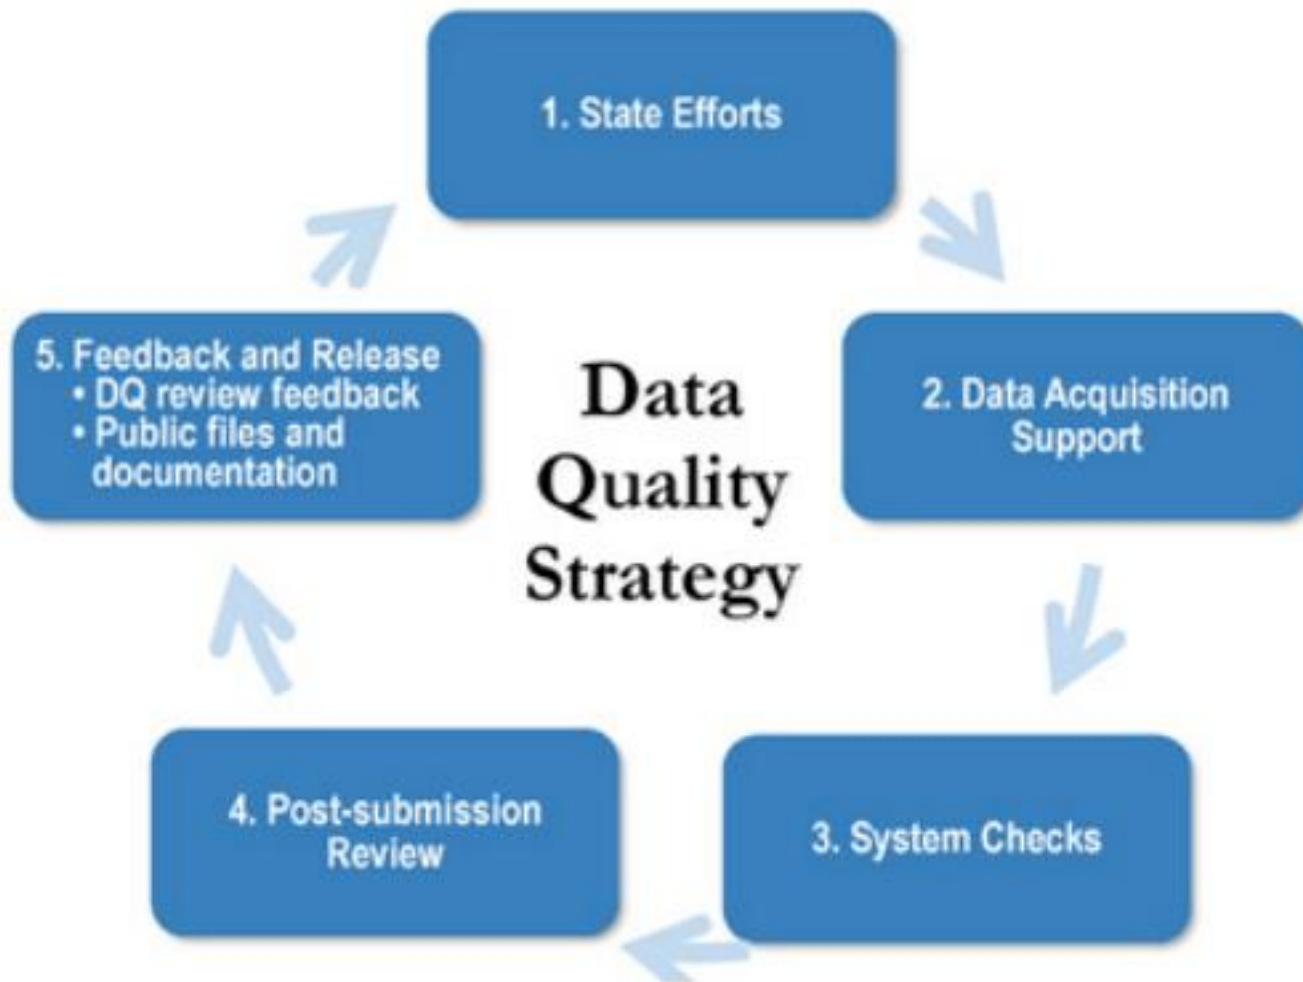 1. State Efforts
2. Data Acquisition
Support
3. System Checks
4. Post-submission
Review
5. Feedback and Release
• DQ review feedback
• Public files and
documentation
Data
Quality
Strategy